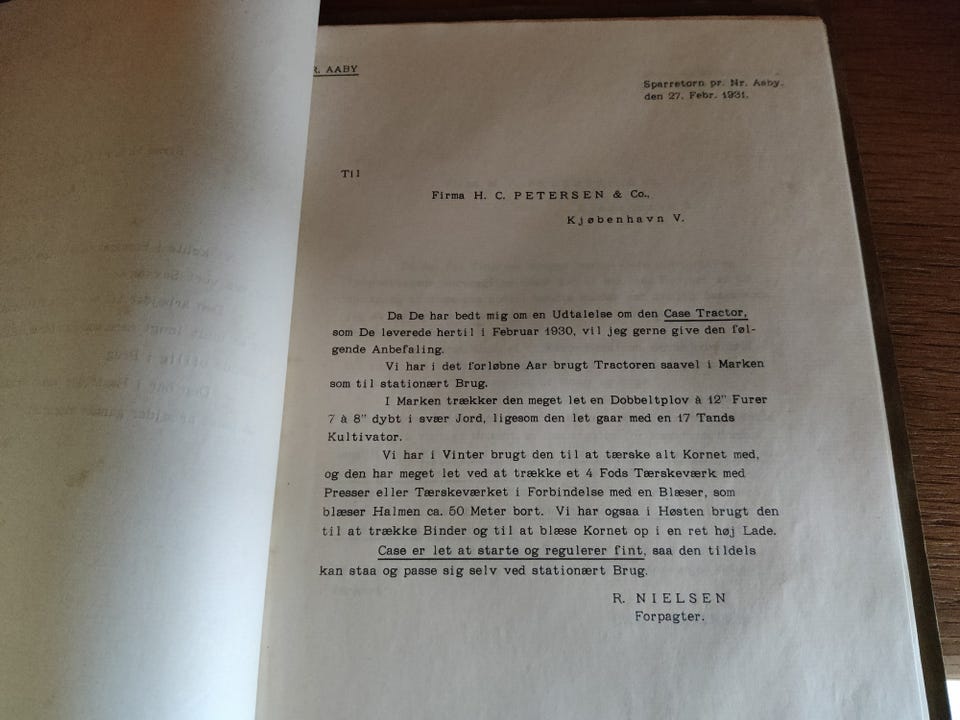 R. AABY
Sparretorn pr. Nr. Aaby.
den 27. Febr. 1931.
Til
Firma H. C. PETERSEN & Co.,
Kjøbenhavn V.
Da De har bedt mig om en Udtalelse om den Case Tractor,
som De leverede hertil i Februar 1930, vil jeg gerne give den føl-
gende Anbefaling.
Vi har i det forløbne Aar brugt Tractoren saavel i Marken
som til stationært Brug.
I Marken trækker den meget let en Dobbeltplov à 12" Furer
7 à 8" dybt i svær Jord, ligesom den let gaar med en 17 Tands
Kultivator.
Vi har i Vinter brugt den til at tærske alt Kornet med,
og den har meget let ved at trække et 4 Fods Tærskeværk med
Presser eller Tærskeværket i Forbindelse med en Blæser, som
blæser Halmen ca. 50 Meter bort. Vi har ogsaa i Høsten brugt den
til at trække Binder og til at blæse Kornet op i en ret høj Lade.
Case er let at starte og regulerer fint, saa den tildels
kan staa og passe sig selv ved stationært Brug.
R. NIELSEN
Forpagter.